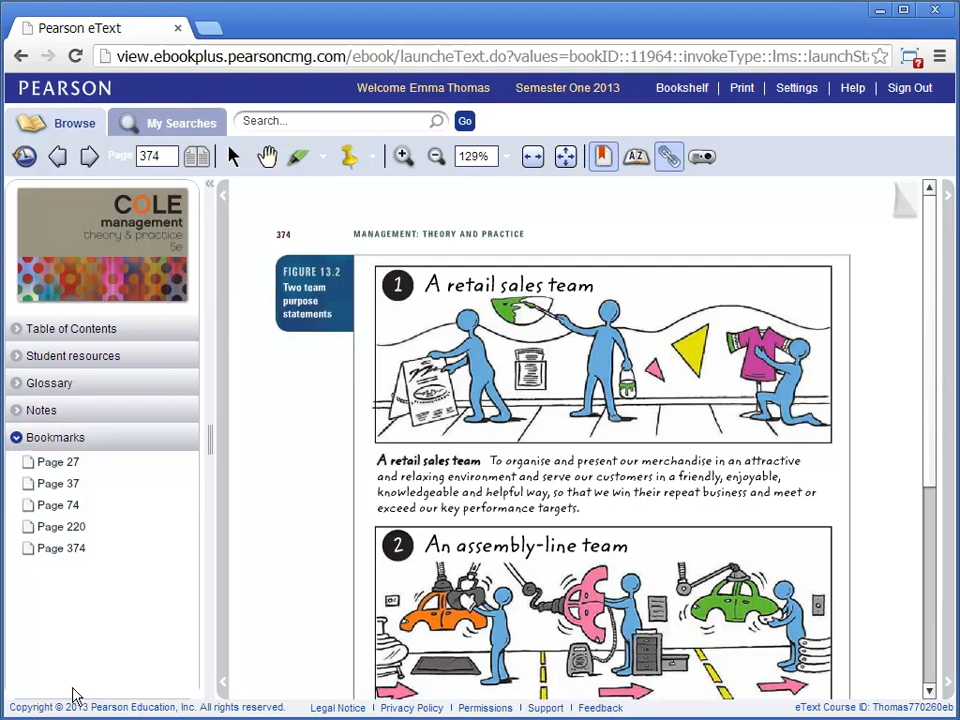 Pearson eText
view.ebookplus.pearsoncmg.com/ebook/launcheText.do?values=bookID::11964::invokeType::lms::launchSt
PEARSON
Welcome Emma Thomas Semester One 2013 Bookshelf Print Settings Help Sign Out
Browse My Searches Search... Go
Page 374 129% A Z
COLE
management
theory & practice
5e
Table of Contents
Student resources
Glossary
Notes
Bookmarks
Page 27
Page 37
Page 74
Page 220
Page 374
374 MANAGEMENT: THEORY AND PRACTICE
FIGURE 13.2
Two team
purpose
statements
1 A retail sales team
A retail sales team To organise and present our merchandise in an attractive
and relaxing environment and serve our customers in a friendly, enjoyable,
knowledgeable and helpful way, so that we win their repeat business and meet or
exceed our key performance targets.
2 An assembly-line team
Copyright © 2013 Pearson Education, Inc. All rights reserved. Legal Notice | Privacy Policy | Permissions | Support | Feedback eText Course ID: Thomas770260eb